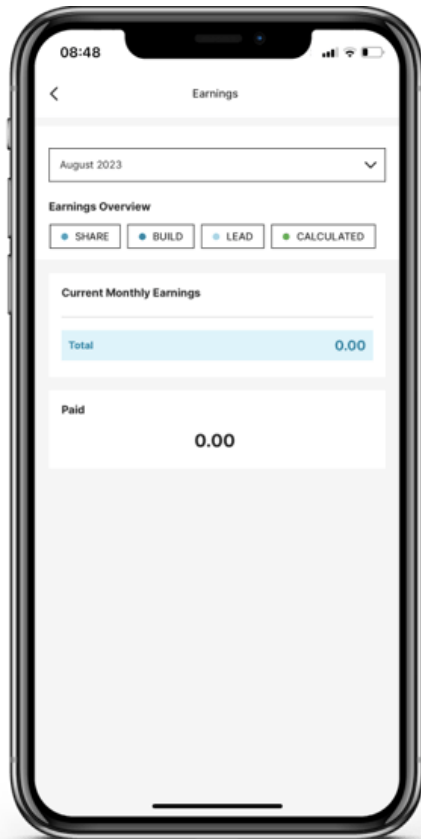 08:48
Earnings
August 2023
Earnings Overview
SHARE BUILD LEAD CALCULATED
Current Monthly Earnings
Total 0.00
Paid
0.00